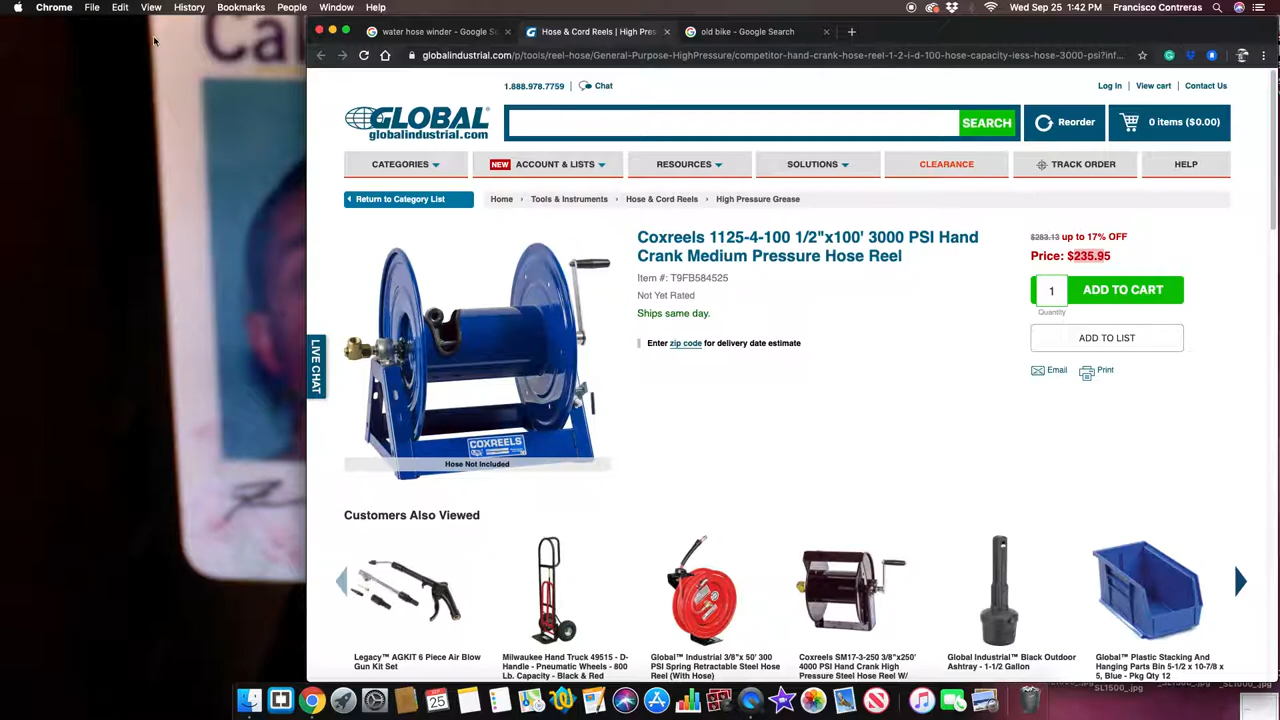 Chrome File Edit View History Bookmarks People Window Help
Wed Sep 25 1:42 PM Francisco Contreras
Ca
water hose winder - Google Se
Hose & Cord Reels | High Pres
old bike - Google Search
globalindustrial.com/p/tools/reel-hose/General-Purpose-HighPressure/competitor-hand-crank-hose-reel-1-2-i-d-100-hose-capacity-less-hose-3000-psi?inf...
1.888.978.7759 | Chat
Log In | View cart | Contact Us
GLOBAL
globalindustrial.com
SEARCH
Reorder
0 items ($0.00)
CATEGORIES
NEW ACCOUNT & LISTS
RESOURCES
SOLUTIONS
CLEARANCE
TRACK ORDER
HELP
Return to Category List
Home › Tools & Instruments › Hose & Cord Reels › High Pressure Grease
Coxreels 1125-4-100 1/2"x100' 3000 PSI Hand
Crank Medium Pressure Hose Reel
Item #: T9FB584525
Not Yet Rated
Ships same day.
Enter zip code for delivery date estimate
$283.13 up to 17% OFF
Price: $235.95
1
ADD TO CART
Quantity
ADD TO LIST
Email
Print
LIVE CHAT
COXREELS
Hose Not Included
Customers Also Viewed
Legacy™ AGKIT 6 Piece Air Blow
Gun Kit Set
Milwaukee Hand Truck 49515 - D-
Handle - Pneumatic Wheels - 800
Lb. Capacity - Black & Red
Global™ Industrial 3/8"x 50' 300
PSI Spring Retractable Steel Hose
Reel (With Hose)
Coxreels SM17-3-250 3/8"x250'
4000 PSI Hand Crank High
Pressure Steel Hose Reel W/
Global Industrial™ Black Outdoor
Ashtray - 1-1/2 Gallon
Global™ Plastic Stacking And
Hanging Parts Bin 5-1/2 x 10-7/8 x
5, Blue - Pkg Qty 12
25
_SL1500_.jpg